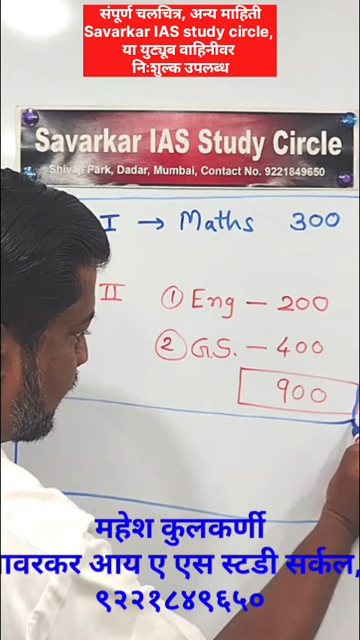 संपूर्ण चलचित्र, अन्य माहिती
Savarkar IAS study circle,
या युट्यूब वाहिनीवर
निःशुल्क उपलब्ध
Savarkar IAS Study Circle
Shivaji Park, Dadar, Mumbai, Contact No. 9221849650
I → Maths 300
II ① Eng – 200
② G.S. – 400
900
महेश कुलकर्णी
ावरकर आय ए एस स्टडी सर्कल,
९२२१८४९६५०